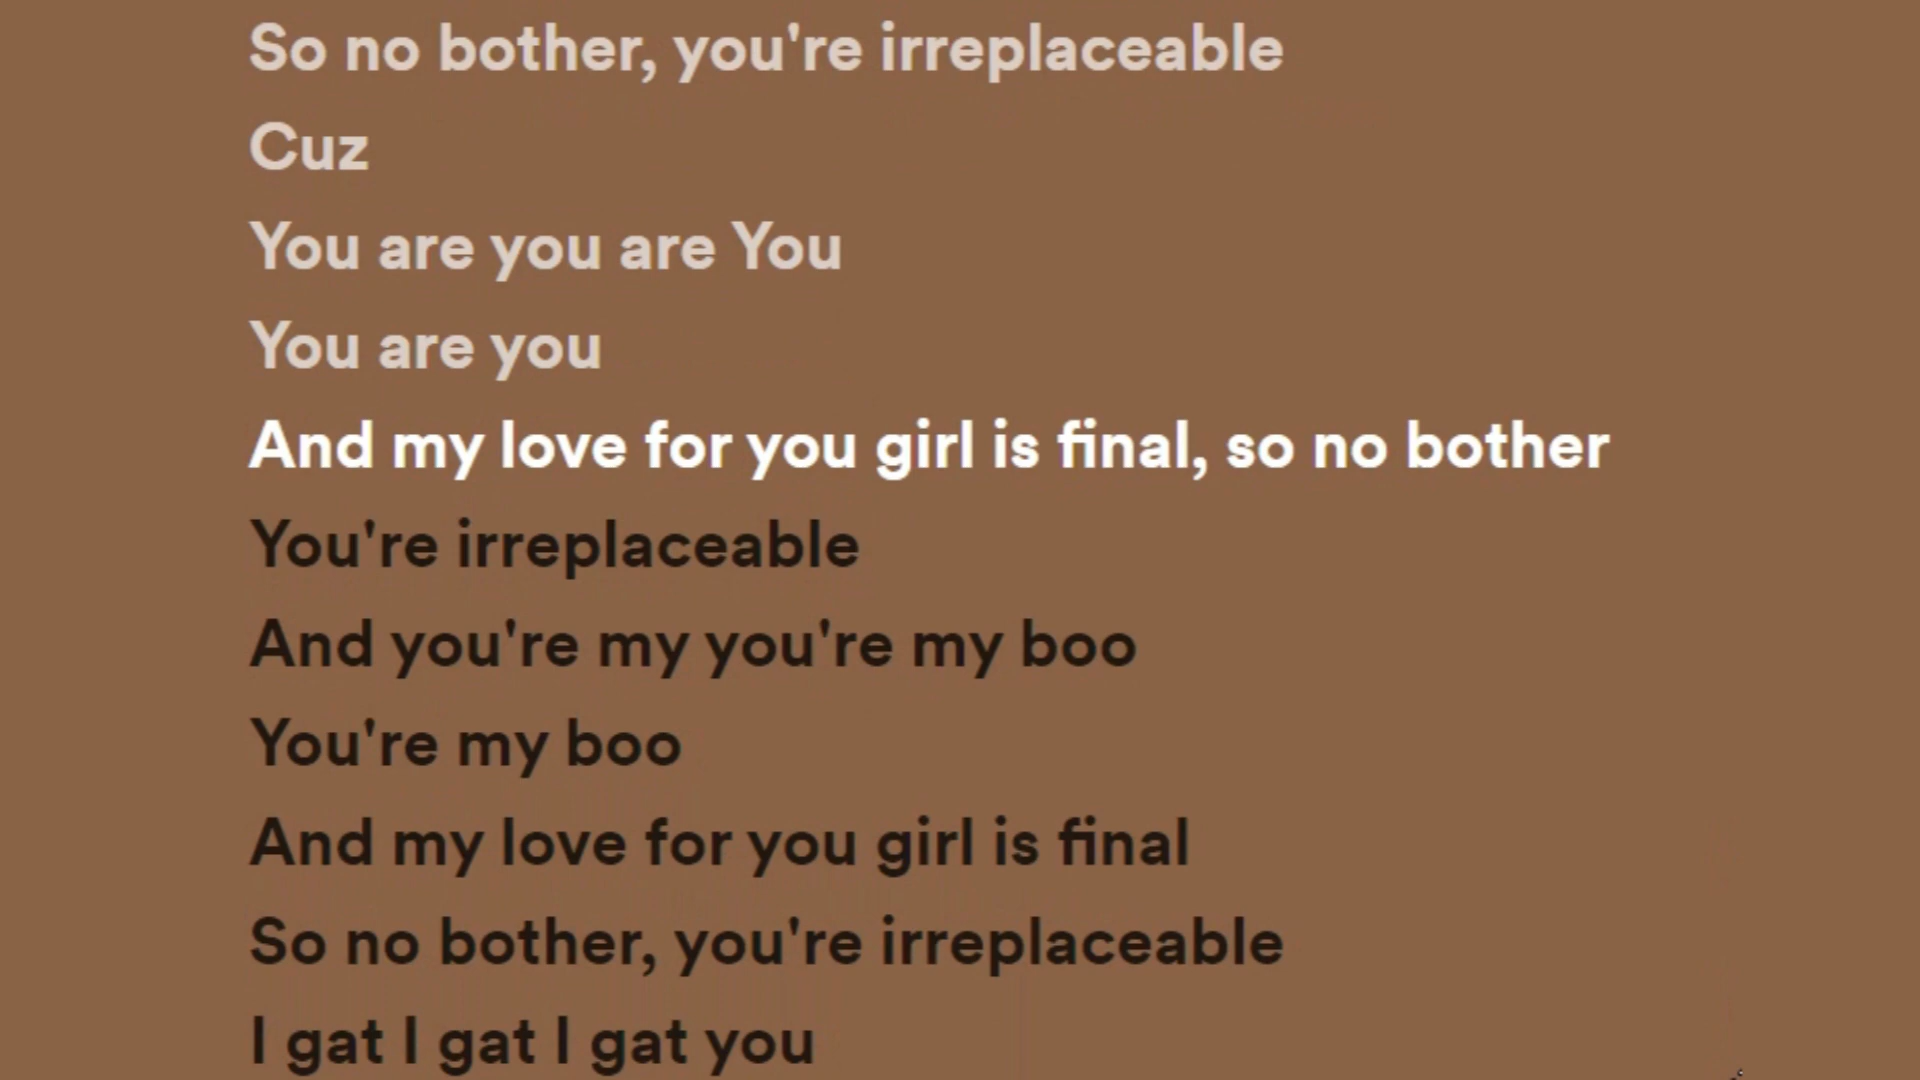 So no bother, you're irreplaceable
Cuz
You are you are You
You are you
And my love for you girl is final, so no bother
You're irreplaceable
And you're my you're my boo
You're my boo
And my love for you girl is final
So no bother, you're irreplaceable
I gat I gat I gat you